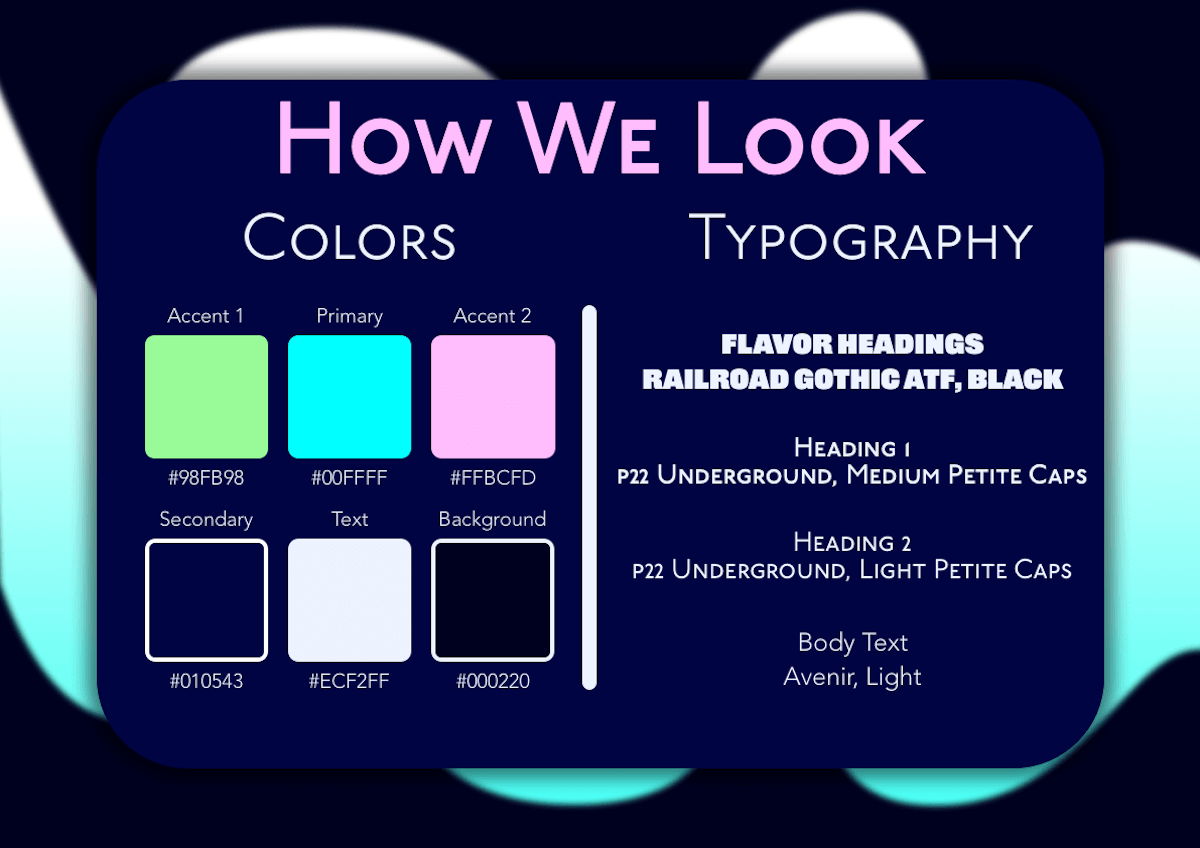 How We Look
Colors
Accent 1
Primary
Accent 2
#98FB98
#00FFFF
#FFBCFD
Secondary
Text
Background
#010543
#ECF2FF
#000220
Typography
FLAVOR HEADINGS
RAILROAD GOTHIC ATF, BLACK
Heading 1
P22 Underground, Medium Petite Caps
Heading 2
P22 Underground, Light Petite Caps
Body Text
Avenir, Light